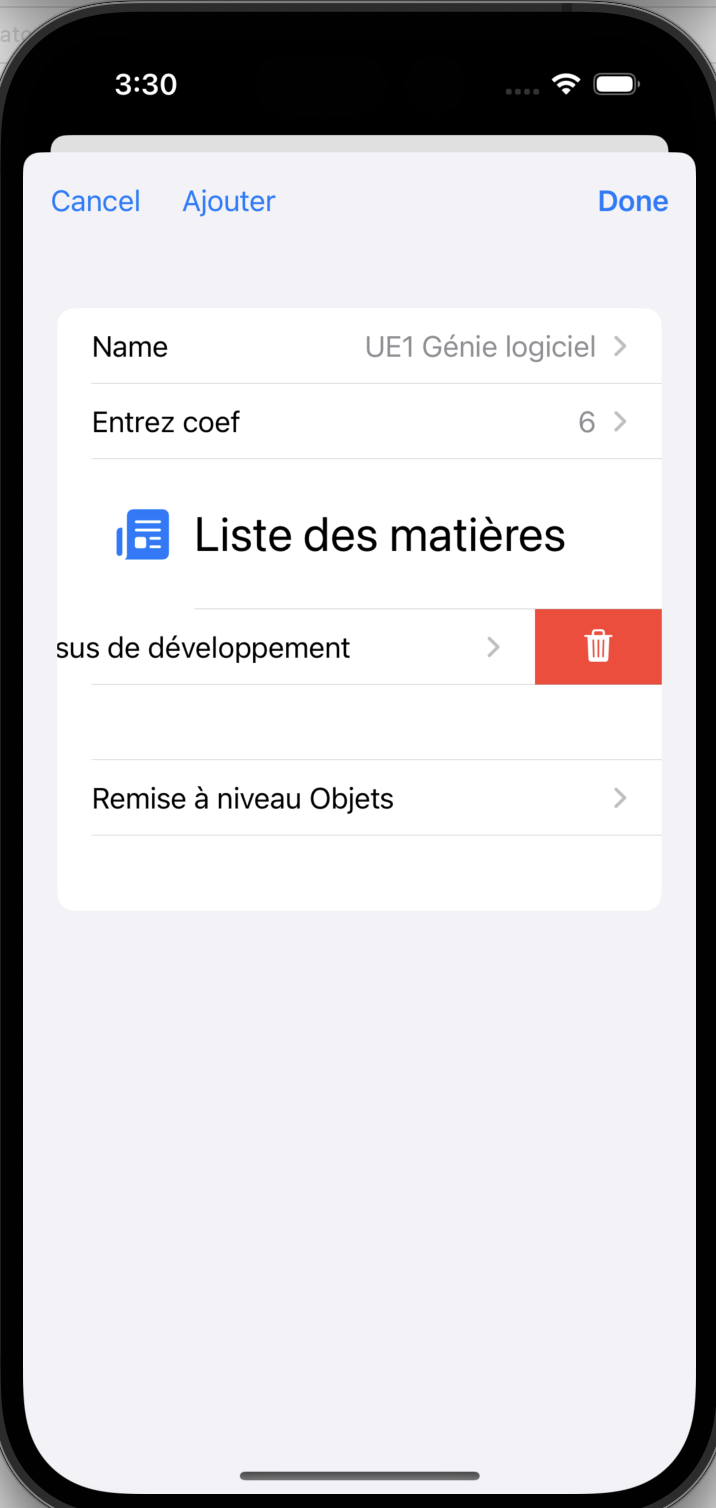 3:30
Cancel Ajouter Done
Name UE1 Génie logiciel
Entrez coef 6
Liste des matières
sus de développement
Remise à niveau Objets